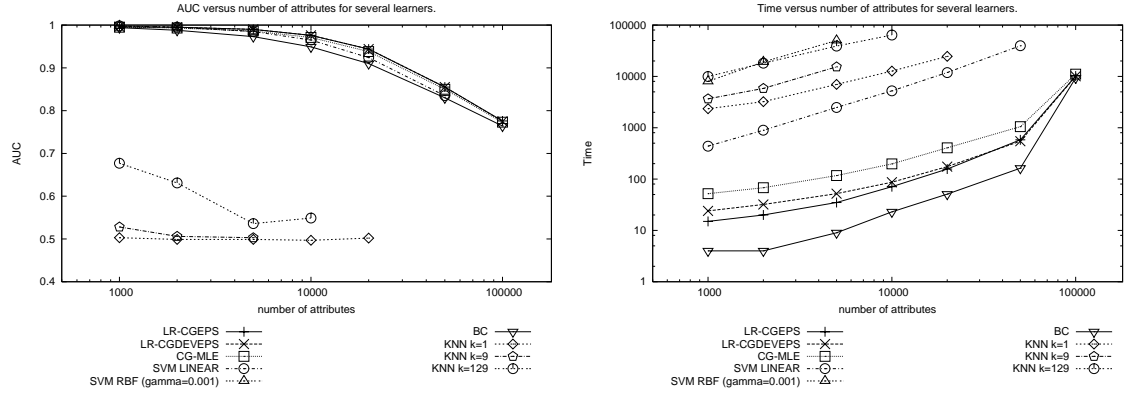 AUC versus number of attributes for several learners.
1
0.9
0.8
0.7
0.6
0.5
0.4
AUC
1000
10000
100000
number of attributes
LR-CGEPS
LR-CGDEVEPS
CG-MLE
SVM LINEAR
SVM RBF (gamma=0.001)
BC
KNN k=1
KNN k=9
KNN k=129
Time versus number of attributes for several learners.
100000
10000
1000
100
10
1
Time
1000
10000
100000
number of attributes
LR-CGEPS
LR-CGDEVEPS
CG-MLE
SVM LINEAR
SVM RBF (gamma=0.001)
BC
KNN k=1
KNN k=9
KNN k=129